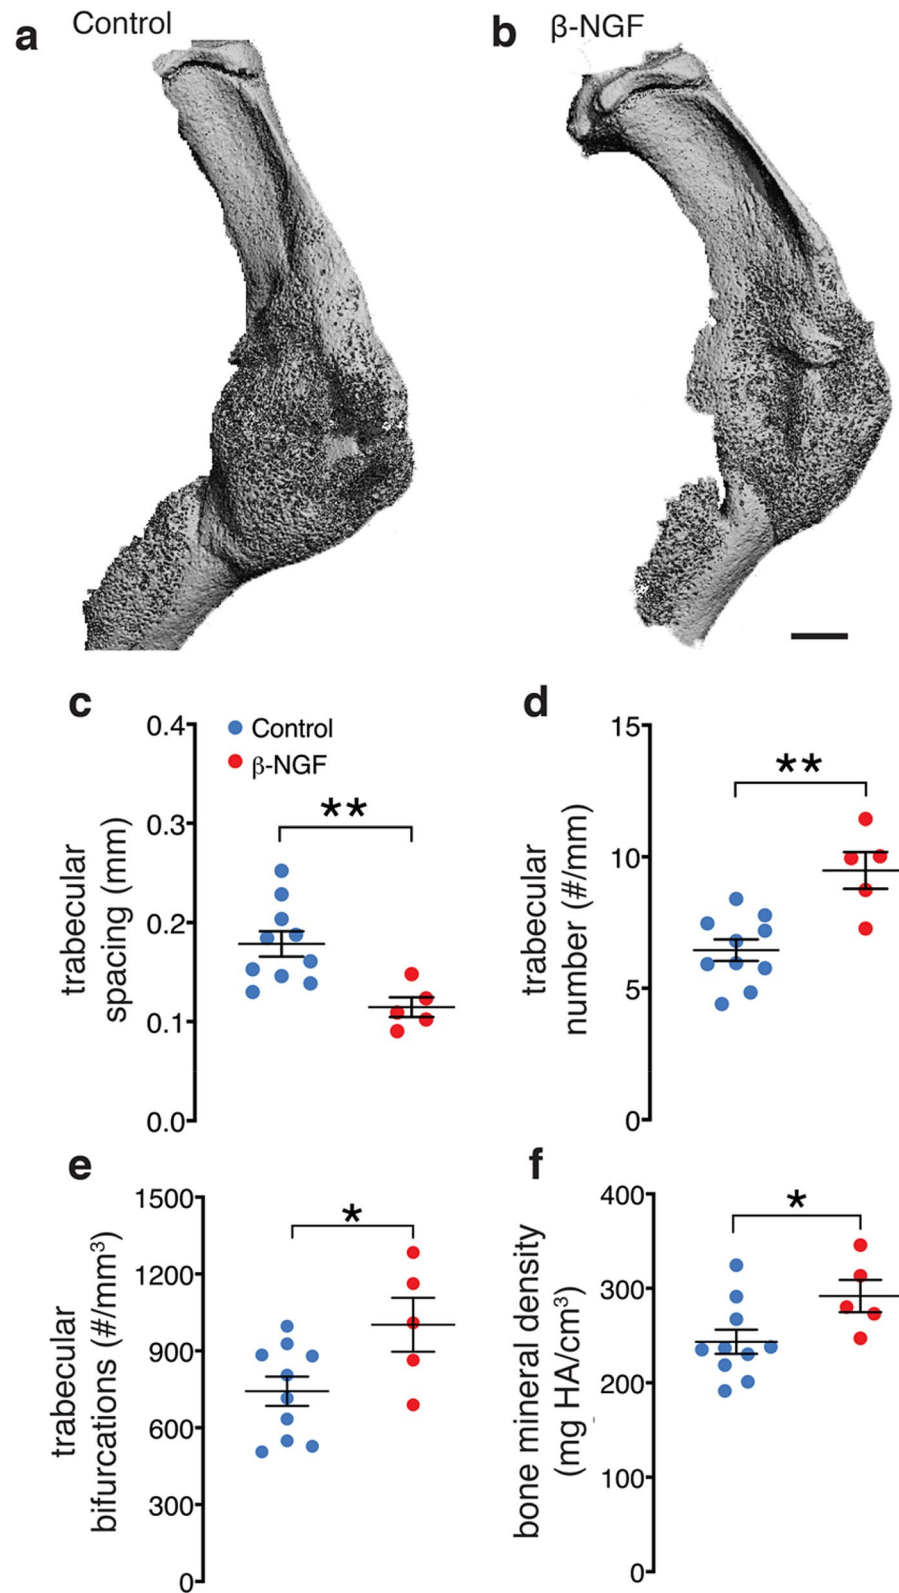 a Control
b β-NGF
c
trabecular
spacing (mm)
0.4
0.3
0.2
0.1
0.0
Control
β-NGF
**
d
trabecular
number (#/mm)
15
10
5
0
**
e
trabecular
bifurcations (#/mm³)
1500
1200
900
600
300
0
*
f
bone mineral density
(mg HA/cm³)
400
300
200
100
0
*